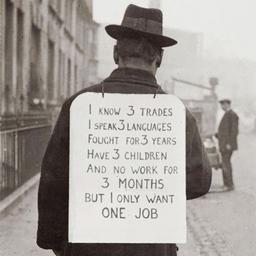 I KNOW 3 TRADES
I SPEAK 3 LANGUAGES
FOUGHT FOR 3 YEARS
HAVE 3 CHILDREN
AND NO WORK FOR
3 MONTHS
BUT I ONLY WANT
ONE JOB